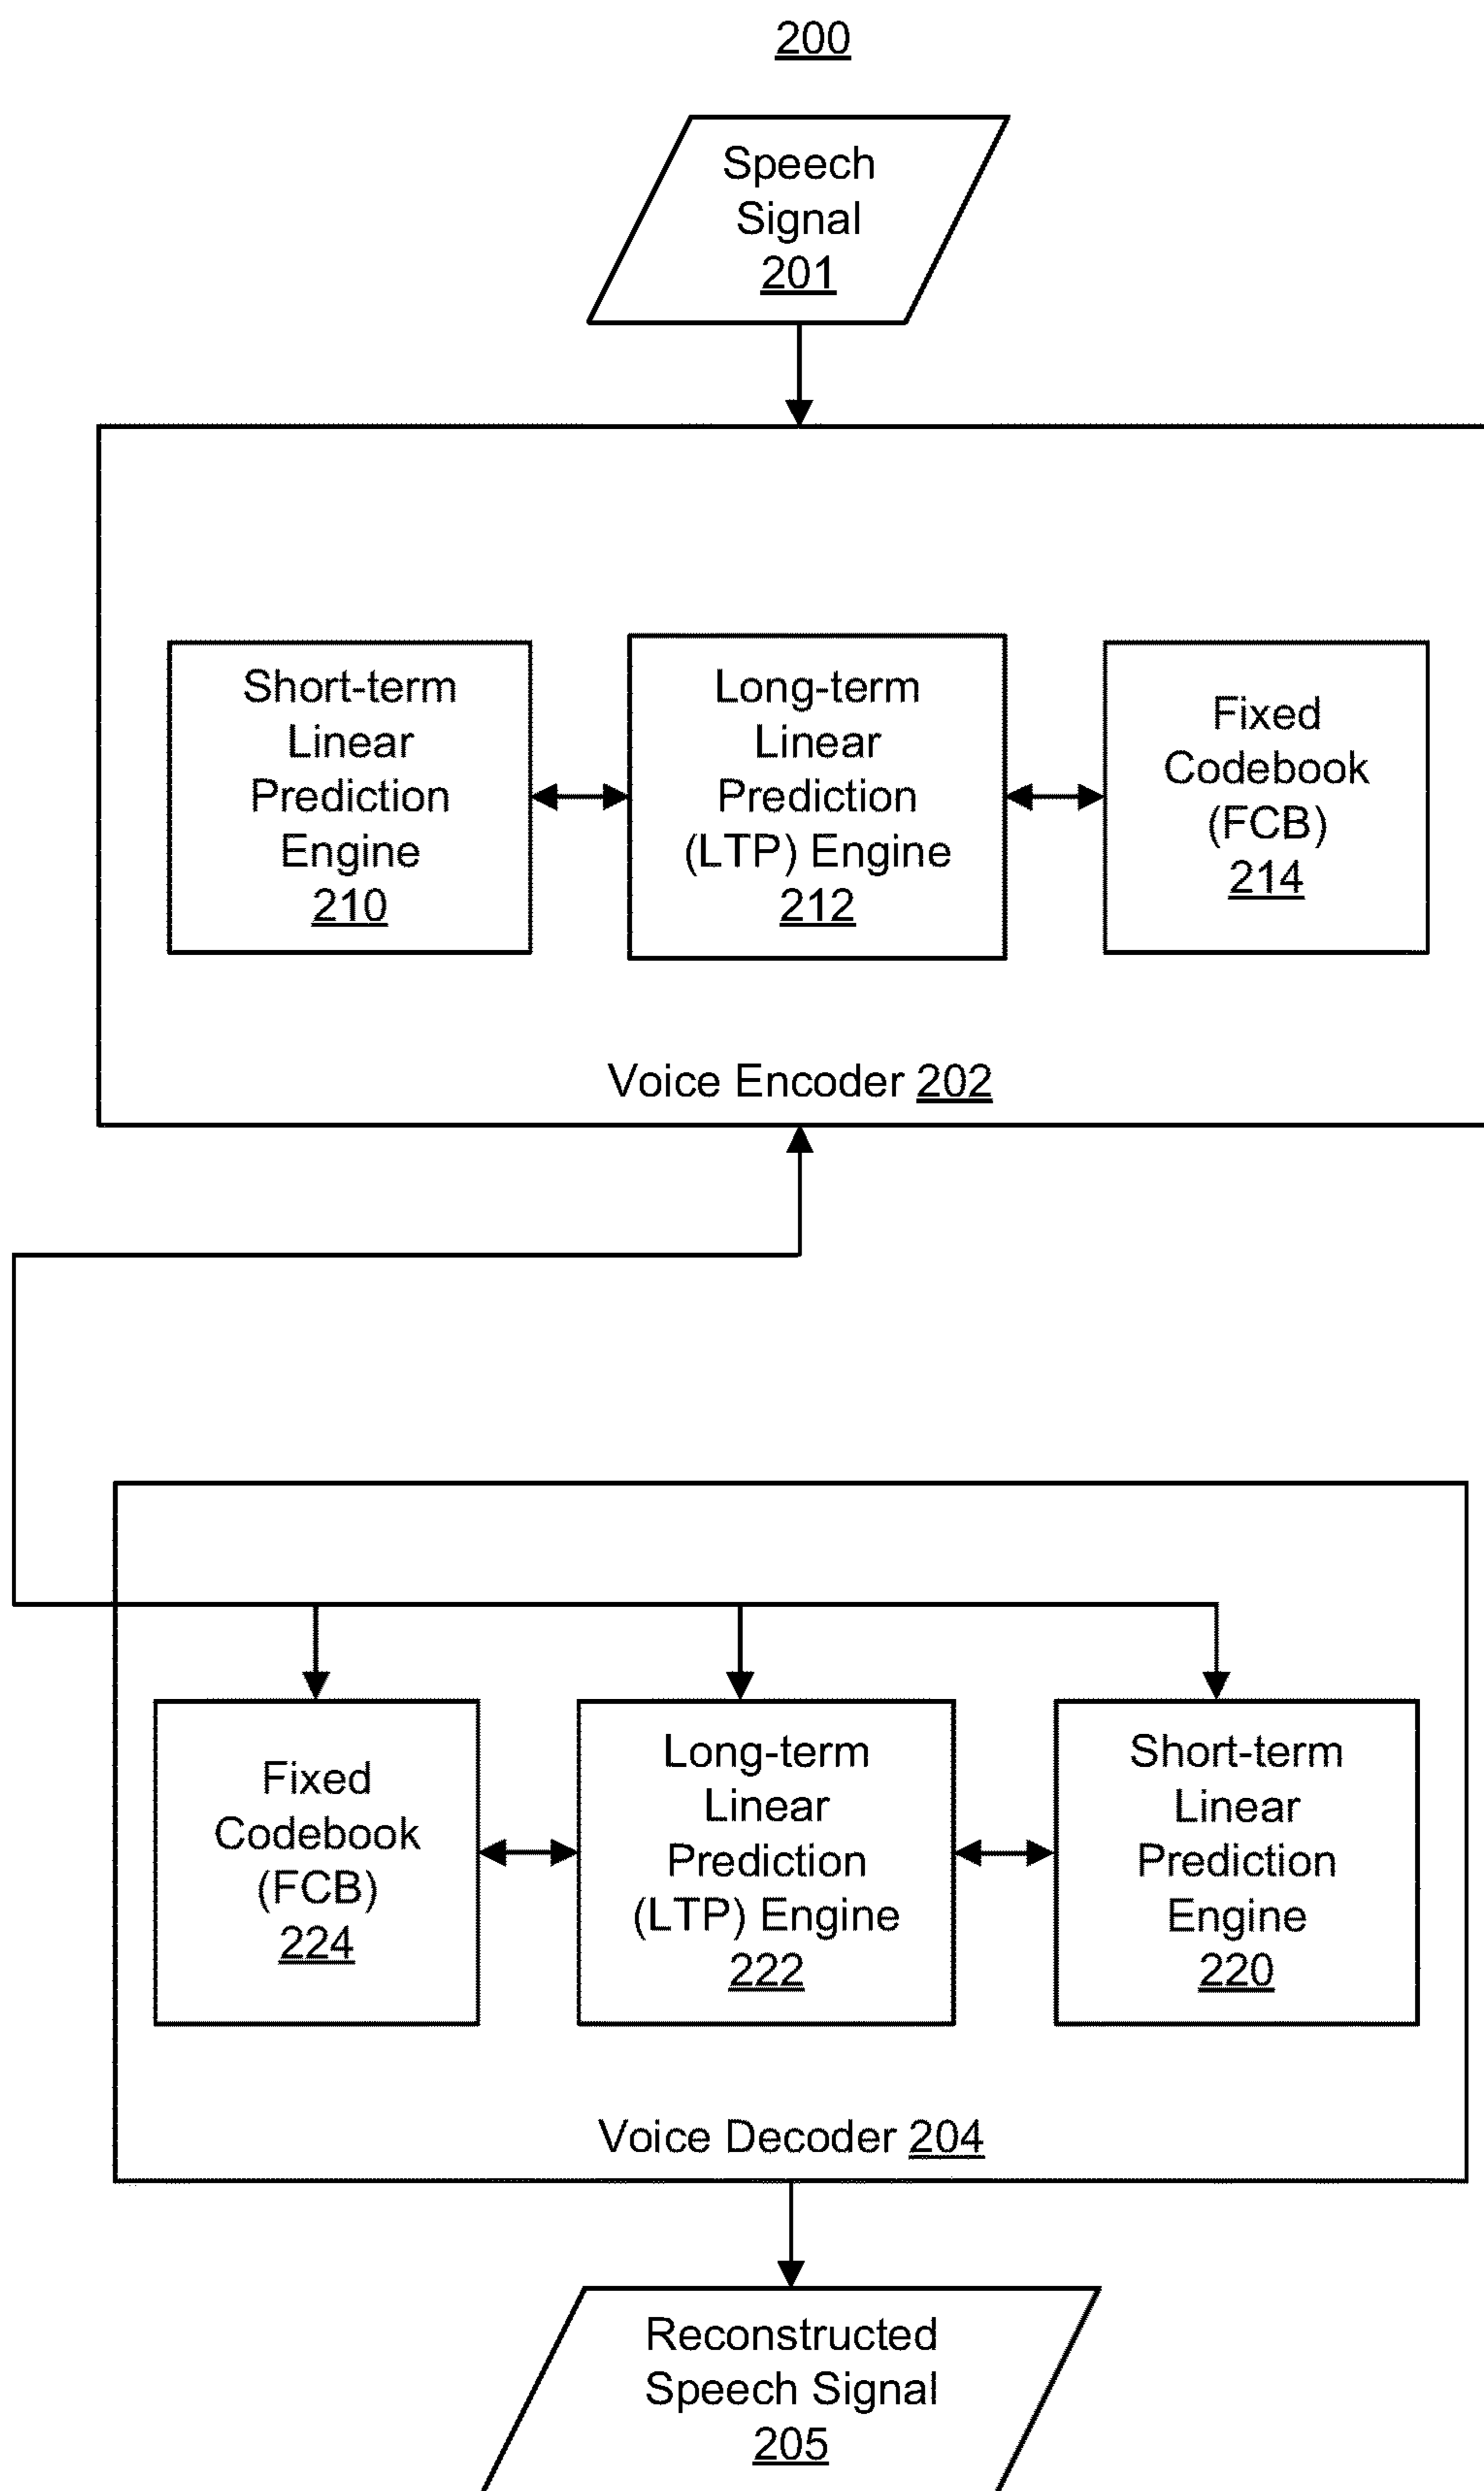 200
Speech
Signal
201
Short-term
Linear
Prediction
Engine
210
Long-term
Linear
Prediction
(LTP) Engine
212
Fixed
Codebook
(FCB)
214
Voice Encoder 202
Fixed
Codebook
(FCB)
224
Long-term
Linear
Prediction
(LTP) Engine
222
Short-term
Linear
Prediction
Engine
220
Voice Decoder 204
Reconstructed
Speech Signal
205